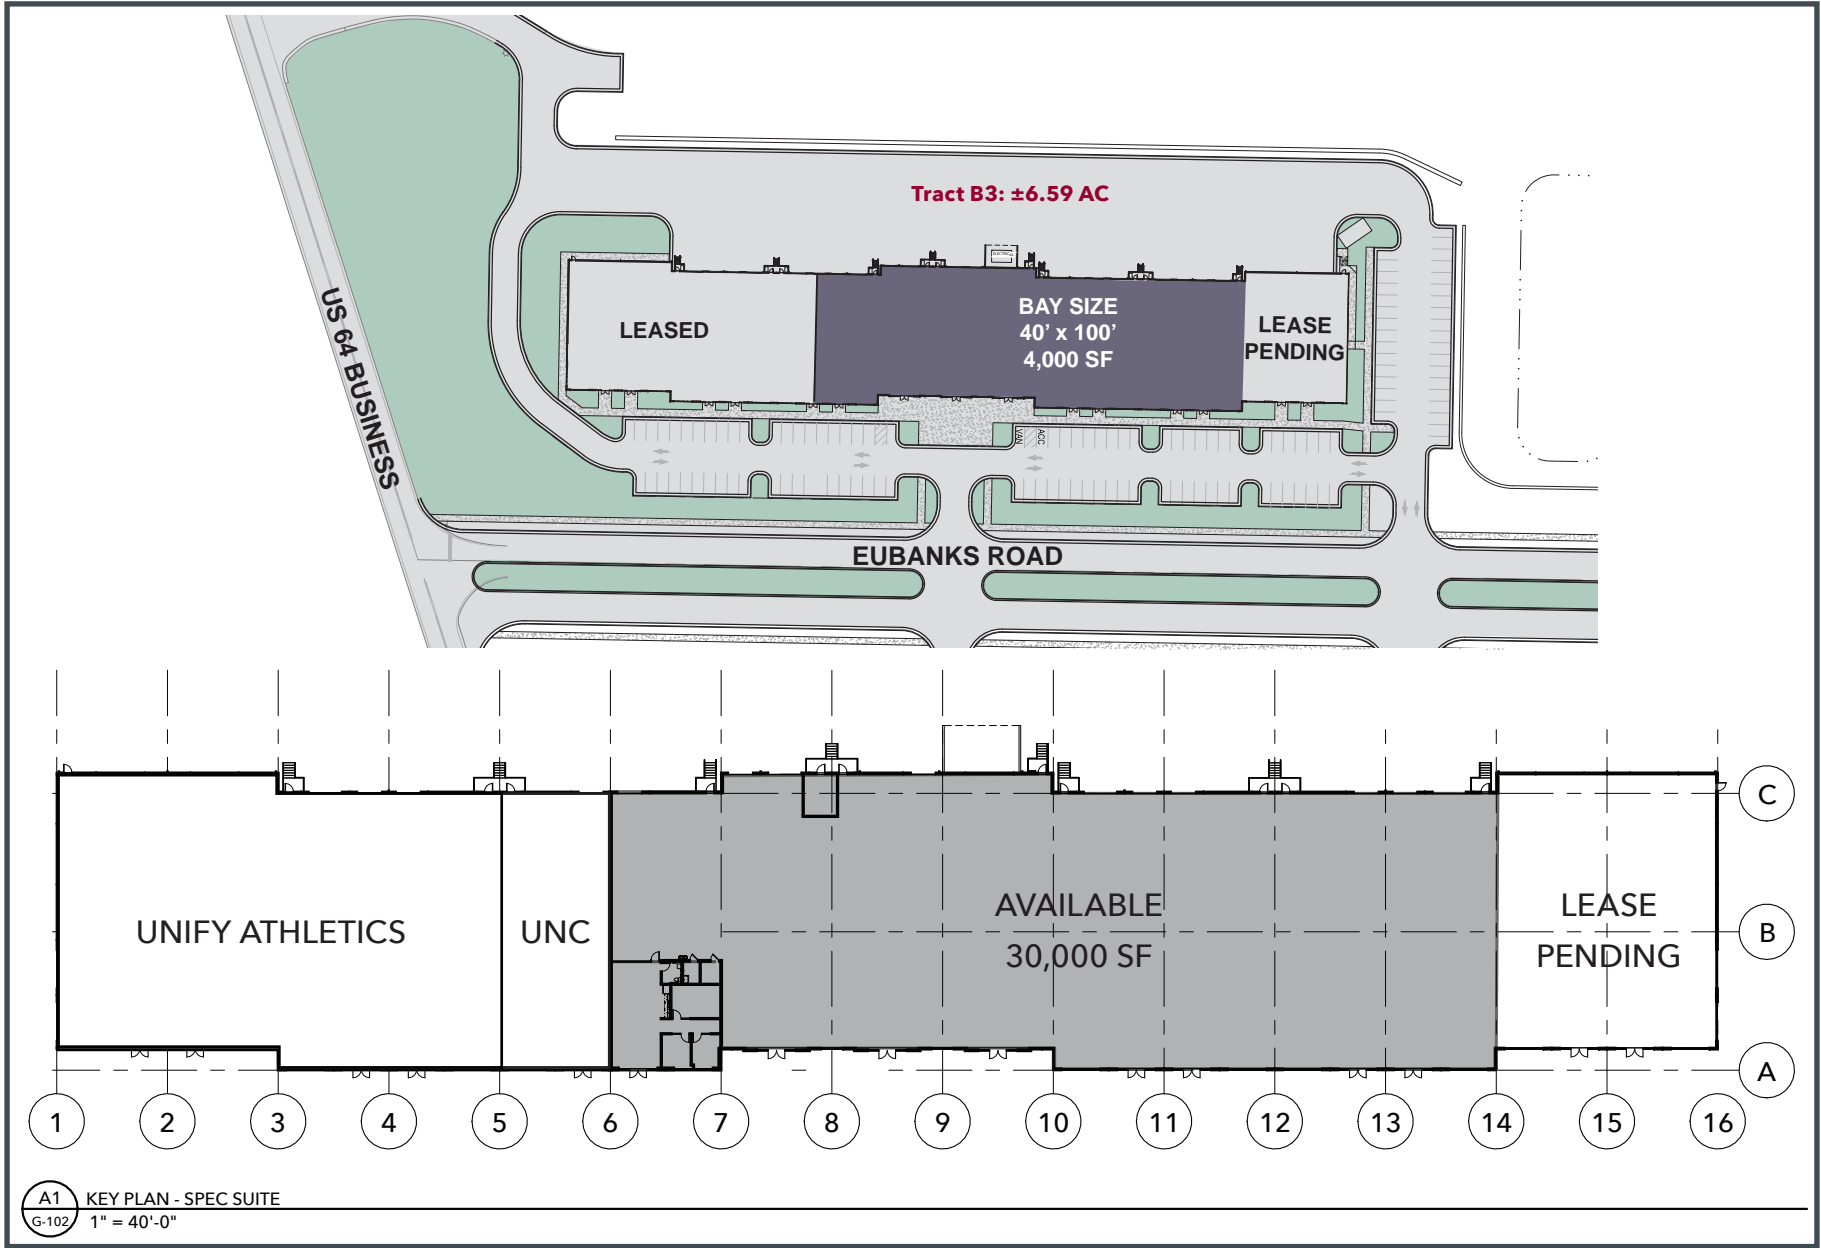 Tract B3: ±6.59 AC
US 64 BUSINESS
LEASED
BAY SIZE
40' x 100'
4,000 SF
LEASE
PENDING
VAN
ACC
EUBANKS ROAD
C
UNIFY ATHLETICS
UNC
AVAILABLE
30,000 SF
LEASE
PENDING
B
A
1 2 3 4 5 6 7 8 9 10 11 12 13 14 15 16
A1
G-102
KEY PLAN - SPEC SUITE
1" = 40'-0"